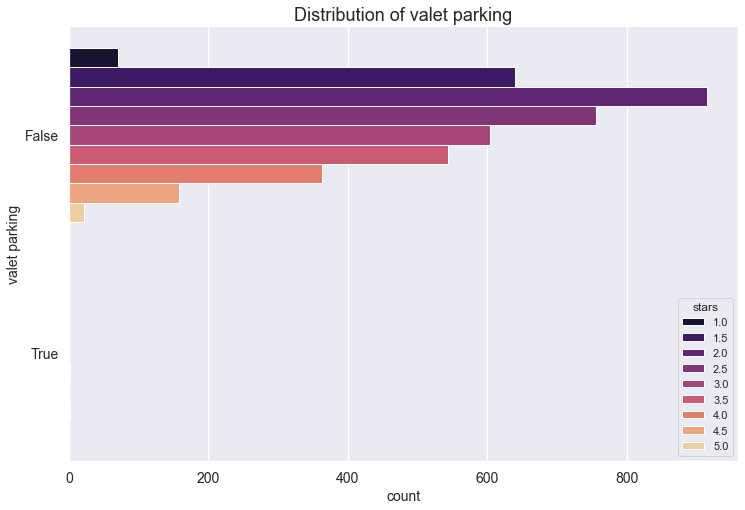 Distribution of valet parking
valet parking
False
True
0 200 400 600 800
count
stars
1.0
1.5
2.0
2.5
3.0
3.5
4.0
4.5
5.0